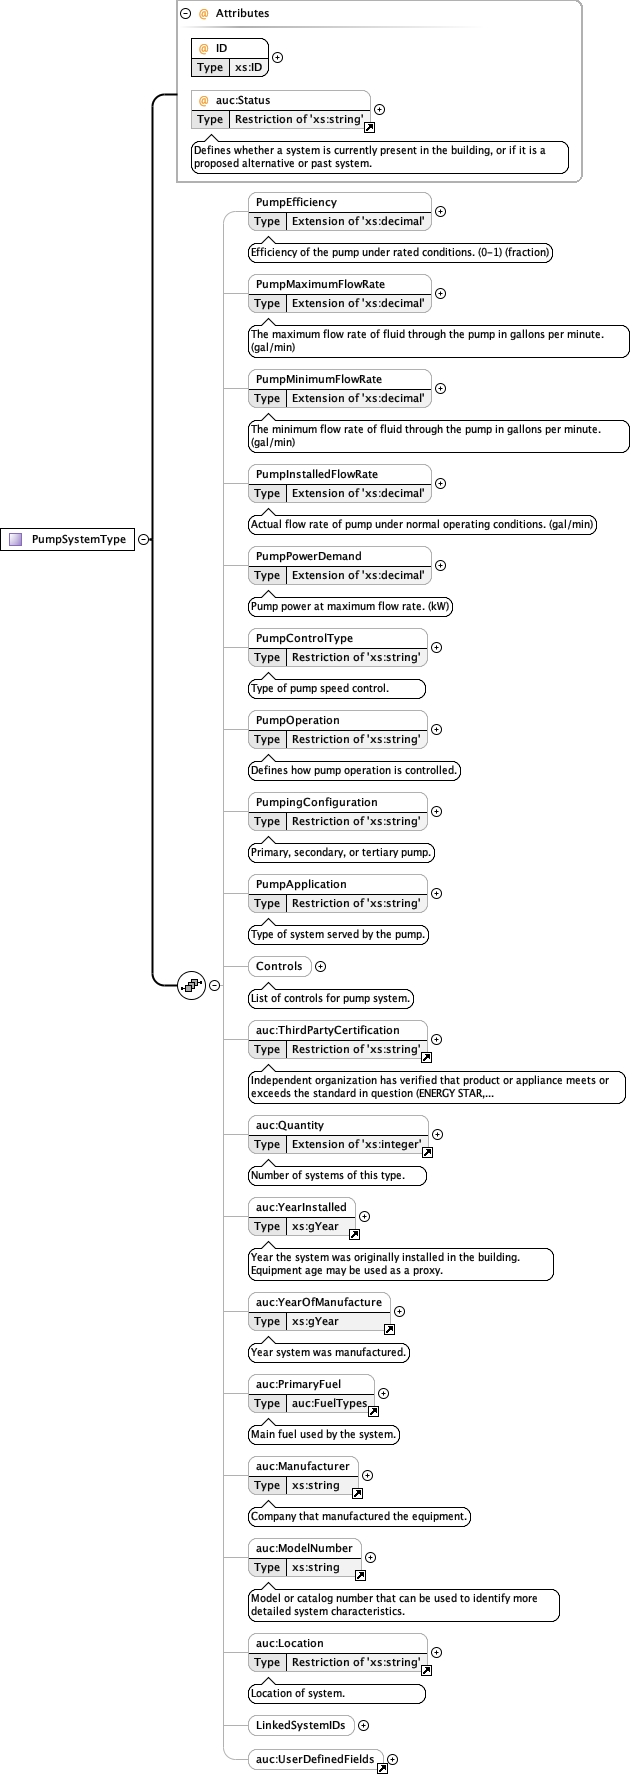 @ Attributes
@ ID
Type xs:ID
@ auc:Status
Type Restriction of 'xs:string'
Defines whether a system is currently present in the building, or if it is a
proposed alternative or past system.
PumpSystemType
PumpEfficiency
Type Extension of 'xs:decimal'
Efficiency of the pump under rated conditions. (0-1) (fraction)
PumpMaximumFlowRate
Type Extension of 'xs:decimal'
The maximum flow rate of fluid through the pump in gallons per minute.
(gal/min)
PumpMinimumFlowRate
Type Extension of 'xs:decimal'
The minimum flow rate of fluid through the pump in gallons per minute.
(gal/min)
PumpInstalledFlowRate
Type Extension of 'xs:decimal'
Actual flow rate of pump under normal operating conditions. (gal/min)
PumpPowerDemand
Type Extension of 'xs:decimal'
Pump power at maximum flow rate. (kW)
PumpControlType
Type Restriction of 'xs:string'
Type of pump speed control.
PumpOperation
Type Restriction of 'xs:string'
Defines how pump operation is controlled.
PumpingConfiguration
Type Restriction of 'xs:string'
Primary, secondary, or tertiary pump.
PumpApplication
Type Restriction of 'xs:string'
Type of system served by the pump.
Controls
List of controls for pump system.
auc:ThirdPartyCertification
Type Restriction of 'xs:string'
Independent organization has verified that product or appliance meets or
exceeds the standard in question (ENERGY STAR,...
auc:Quantity
Type Extension of 'xs:integer'
Number of systems of this type.
auc:YearInstalled
Type xs:gYear
Year the system was originally installed in the building.
Equipment age may be used as a proxy.
auc:YearOfManufacture
Type xs:gYear
Year system was manufactured.
auc:PrimaryFuel
Type auc:FuelTypes
Main fuel used by the system.
auc:Manufacturer
Type xs:string
Company that manufactured the equipment.
auc:ModelNumber
Type xs:string
Model or catalog number that can be used to identify more
detailed system characteristics.
auc:Location
Type Restriction of 'xs:string'
Location of system.
LinkedSystemIDs
auc:UserDefinedFields